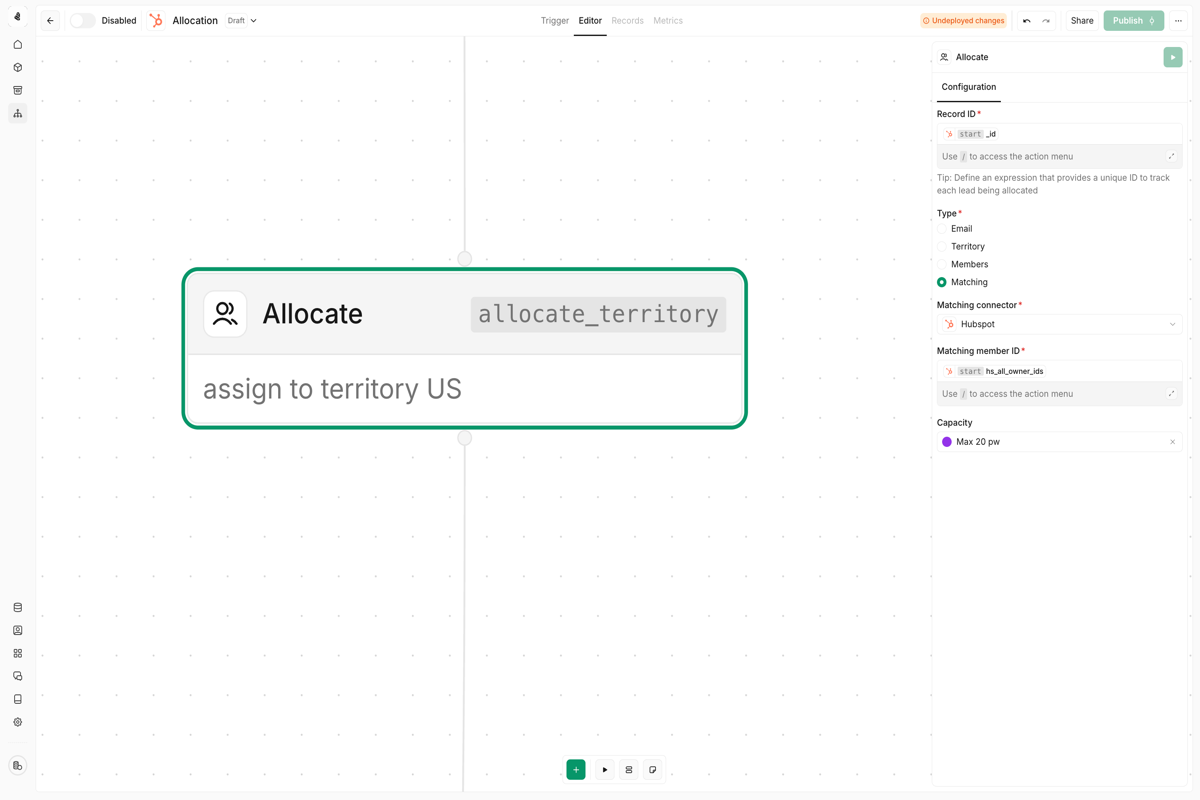 Disabled
Allocation
Draft
Trigger
Editor
Records
Metrics
Undeployed changes
Share
Publish
Allocate
Configuration
Record ID*
start _id
Use / to access the action menu
Tip: Define an expression that provides a unique ID to track
each lead being allocated
Type*
Email
Territory
Members
Matching
Matching connector*
Hubspot
Matching member ID*
start hs_all_owner_ids
Use / to access the action menu
Capacity
Max 20 pw
Allocate
allocate_territory
assign to territory US